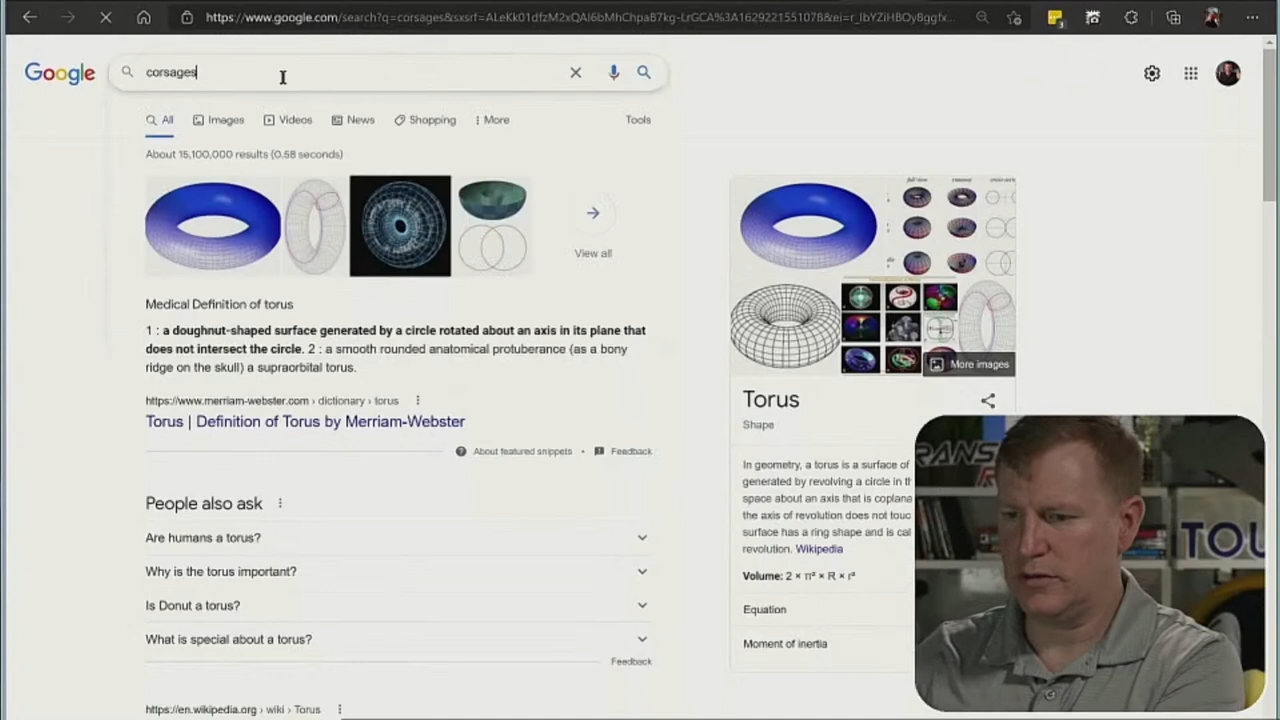 https://www.google.com/search?q=corsages&sxsrf=ALeKk01dfzM2xQAI6bMhChpaB7kg-LrGCA%3A1629221551078&ei=r_IbYZiHBOy8ggfx...
Google
corsages
All Images Videos News Shopping More Tools
About 15,100,000 results (0.58 seconds)
View all
Medical Definition of torus
1 : a doughnut-shaped surface generated by a circle rotated about an axis in its plane that
does not intersect the circle. 2 : a smooth rounded anatomical protuberance (as a bony
ridge on the skull) a supraorbital torus.
https://www.merriam-webster.com › dictionary › torus
Torus | Definition of Torus by Merriam-Webster
About featured snippets • Feedback
People also ask
Are humans a torus?
Why is the torus important?
Is Donut a torus?
What is special about a torus?
Feedback
https://en.wikipedia.org › wiki › Torus
More images
Torus
Shape
In geometry, a torus is a surface of
generated by revolving a circle in th
space about an axis that is coplana
the axis of revolution does not touc
surface has a ring shape and is cal
revolution. Wikipedia
Volume: 2 × π² × R × r²
Equation
Moment of inertia
RANS
TOU